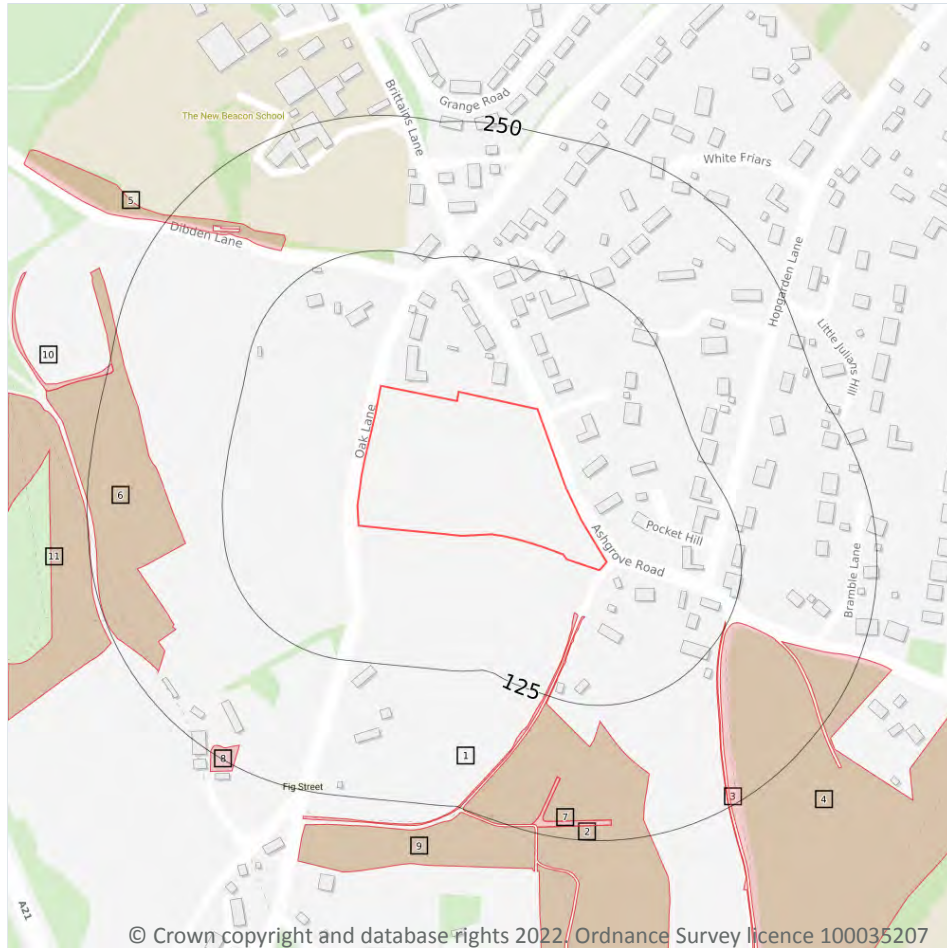 Grange Road
Brittains Lane
The New Beacon School
250
White Friars
5
Dibden Lane
Hopgarden Lane
Little Julians Hill
10
Oak Lane
6
11
Ashgrove Road
Pocket Hill
Bramble Lane
125
1
8
Fig Street
3
4
7
2
9
A21
© Crown copyright and database rights 2022. Ordnance Survey licence 100035207